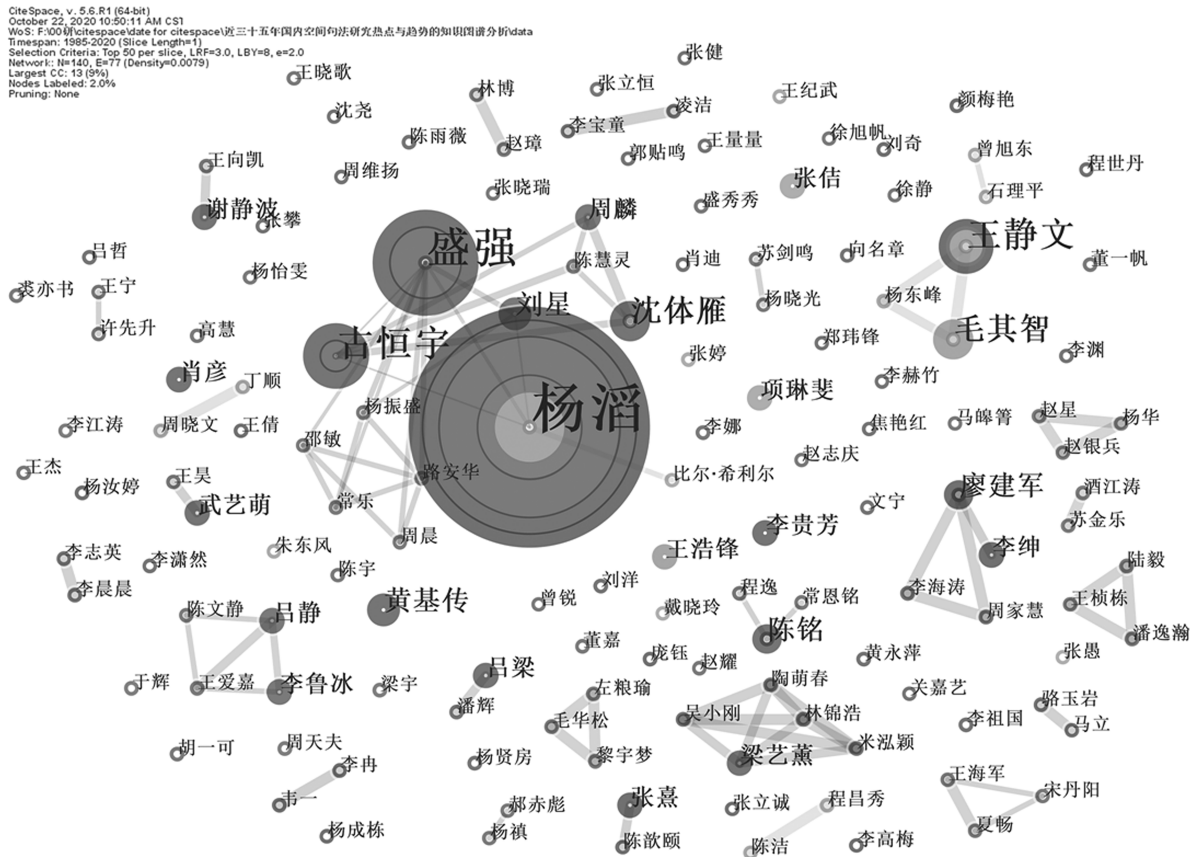 CiteSpace, v. 5.6.R1 (64-bit)
October 22, 2020 10:50:11 AM CST
WoS: F:\00研\citespace\date for citespace\近三十五年国内空间句法研究热点与趋势的知识图谱分析\data
Timespan: 1985-2020 (Slice Length=1)
Selection Criteria: Top 50 per slice, LRF=3.0, LBY=8, e=2.0
Network: N=140, E=77 (Density=0.0079)
Largest CC: 13 (9%)
Nodes Labeled: 2.0%
Pruning: None
张健
王晓歌
林博
张立恒
王纪武
颜梅艳
沈尧
凌洁
李宝童
陈雨薇
赵璋
王量量
徐旭帆
刘奇
曾旭东
郭贴鸣
王向凯
周维扬
程世丹
张佶
张晓瑞
徐静
石理平
盛秀秀
谢静波
张攀
周麟
王静文
盛强
吕哲
陈慧灵
肖迪
苏剑鸣
向名章
董一帆
杨怡雯
裘亦书
王宁
杨晓光
杨东峰
刘星
沈体雁
许先升
高慧
古恒宇
郑玮锋
毛其智
张婷
李渊
肖彦
丁顺
李赫竹
项琳斐
杨滔
杨振盛
李江涛
周晓文
王倩
邵敏
李娜
焦艳红
马皞箐
赵星
杨华
赵银兵
赵志庆
王杰
王昊
路安华
比尔·希利尔
杨汝婷
廖建军
洒江涛
武艺萌
常乐
文宁
苏金乐
李贵芳
周晨
朱东风
王浩锋
李绅
李志英
李潇然
陆毅
陈宇
李晨晨
刘洋
程逸
李海涛
曾锐
戴晓玲
常恩铭
王桢栋
陈文静
吕静
黄基传
周家慧
陈铭
潘逸瀚
董嘉
庞钰
赵耀
黄永萍
张愚
吕梁
陶萌春
于辉
王爱嘉
李鲁冰
梁宇
左粮瑜
关嘉艺
骆玉岩
潘辉
吴小刚
林锦浩
李祖国
马立
毛华松
胡一可
周天夫
米泓颖
杨贤房
黎宇梦
梁艺薰
李冉
王海军
韦一
郝赤彪
张熹
张立诚
程昌秀
宋丹阳
杨成栋
杨禛
夏畅
陈歆颐
陈洁
李高梅